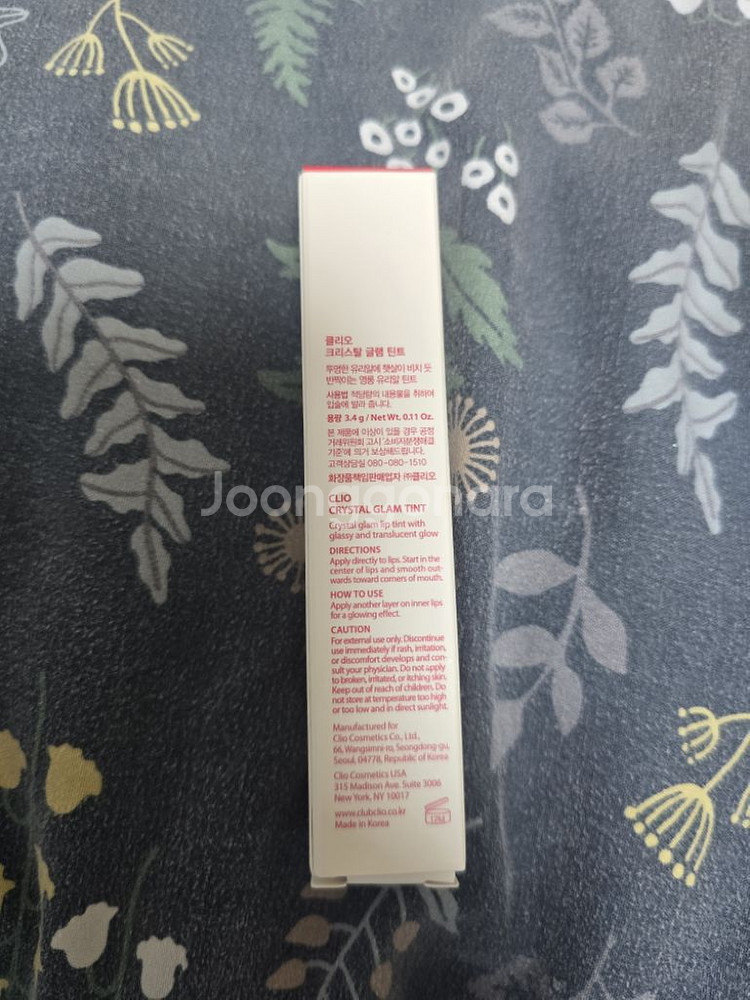 클리오
크리스탈 글램 틴트
투명한 유리알에 햇살이 비치 듯
반짝이는 영롱 유리알 틴트
사용법 적당량의 내용물을 취하여
입술에 발라 줍니다.
용량 3.4 g / Net Wt. 0.11 Oz.
본 제품에 이상이 있을 경우 공정
거래위원회 고시 '소비자분쟁해결
기준'에 의거 보상해드립니다.
고객상담실 080-080-1510
화장품책임판매업자 ㈜클리오
Joonggonara
CLIO
CRYSTAL GLAM TINT
Crystal glam lip tint with
glassy and translucent glow
DIRECTIONS
Apply directly to lips. Start in the
center of lips and smooth out-
wards toward corners of mouth.
HOW TO USE
Apply another layer on inner lips
for a glowing effect.
CAUTION
For external use only. Discontinue
use immediately if rash, irritation,
or discomfort develops and con-
sult your physician. Do not apply
to broken, irritated, or itching skin.
Keep out of reach of children. Do
not store at temperature too high
or too low and in direct sunlight.
Manufactured for
Clio Cosmetics Co., Ltd.,
66, Wangsimni-ro, Seongdong-gu,
Seoul, 04778, Republic of Korea
Clio Cosmetics USA
315 Madison Ave. Suite 3006
New York, NY 10017
www.clubclio.co.kr
Made in Korea
12M